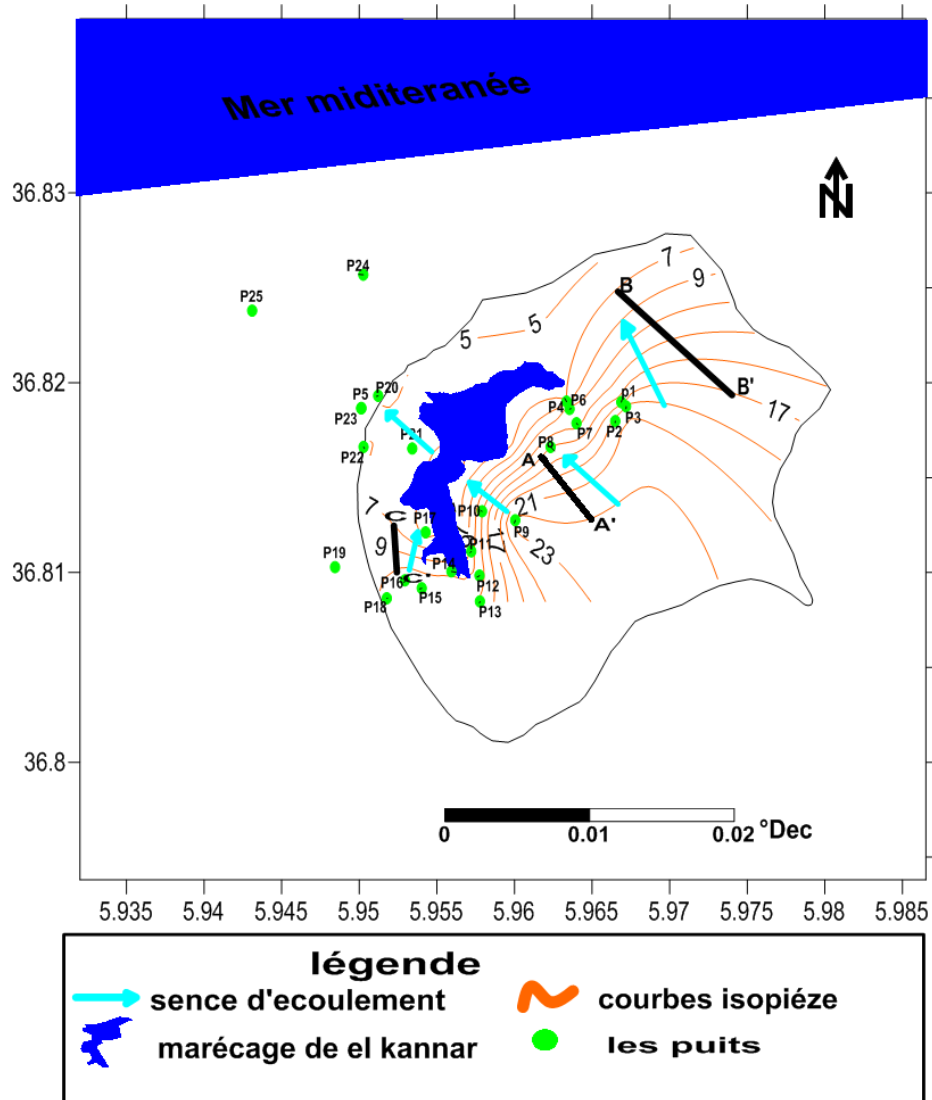 Mer miditeranée
36.83
N
P24
P25
7
9
B
5
5
36.82
B'
17
P20
P5
P23
P4
P6
p1
P3
P2
P7
P21
P22
P8
A
A'
21
7
C
P17
P10
P9
9
P11
17
23
P19
36.81
P14
P16
C'
P12
P18
P15
P13
36.8
0
0.01
0.02
°Dec
5.935 5.94 5.945 5.95 5.955 5.96 5.965 5.97 5.975 5.98 5.985
légende
sence d'ecoulement
courbes isopiéze
marécage de el kannar
les puits